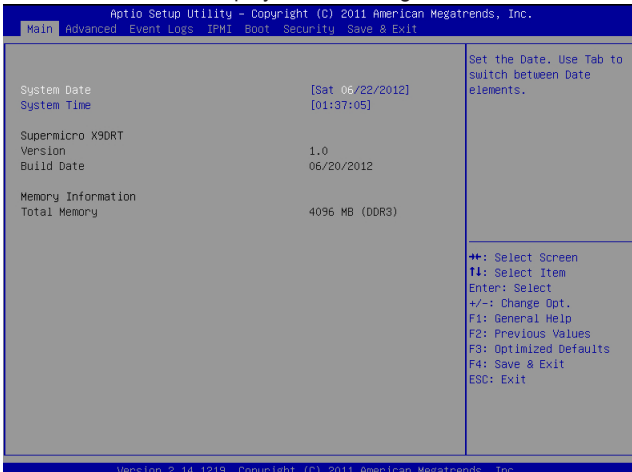 Aptio Setup Utility – Copyright (C) 2011 American Megatrends, Inc.
Main Advanced Event Logs IPMI Boot Security Save & Exit
System Date [Sat 06/22/2012]
System Time [01:37:05]
Supermicro X9DRT
Version 1.0
Build Date 06/20/2012
Memory Information
Total Memory 4096 MB (DDR3)
Set the Date. Use Tab to
switch between Date
elements.
→←: Select Screen
↑↓: Select Item
Enter: Select
+/-: Change Opt.
F1: General Help
F2: Previous Values
F3: Optimized Defaults
F4: Save & Exit
ESC: Exit
Version 2.14.1219. Copyright (C) 2011 American Megatrends, Inc.